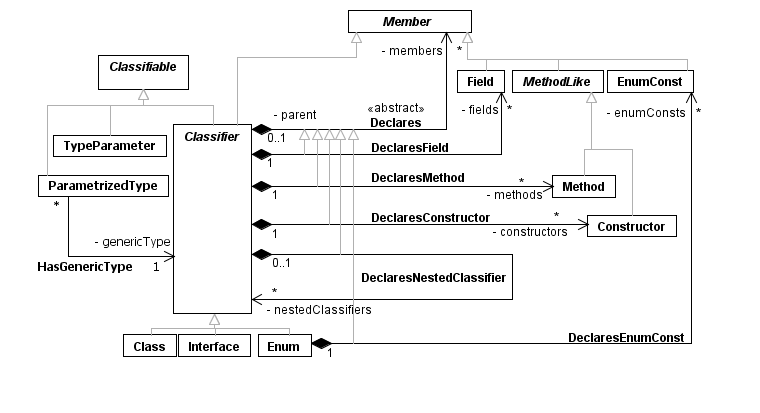 Member
- members
*
Classifiable
Field
MethodLike
EnumConst
«abstract»
- parent
Declares
- fields
*
- enumConsts
*
Classifier
0..1
TypeParameter
DeclaresField
1
ParametrizedType
DeclaresMethod
*
Method
1
- methods
*
DeclaresConstructor
*
1
- constructors
Constructor
- genericType
HasGenericType
1
0..1
DeclaresNestedClassifier
*
- nestedClassifiers
Class
Interface
Enum
1
DeclaresEnumConst